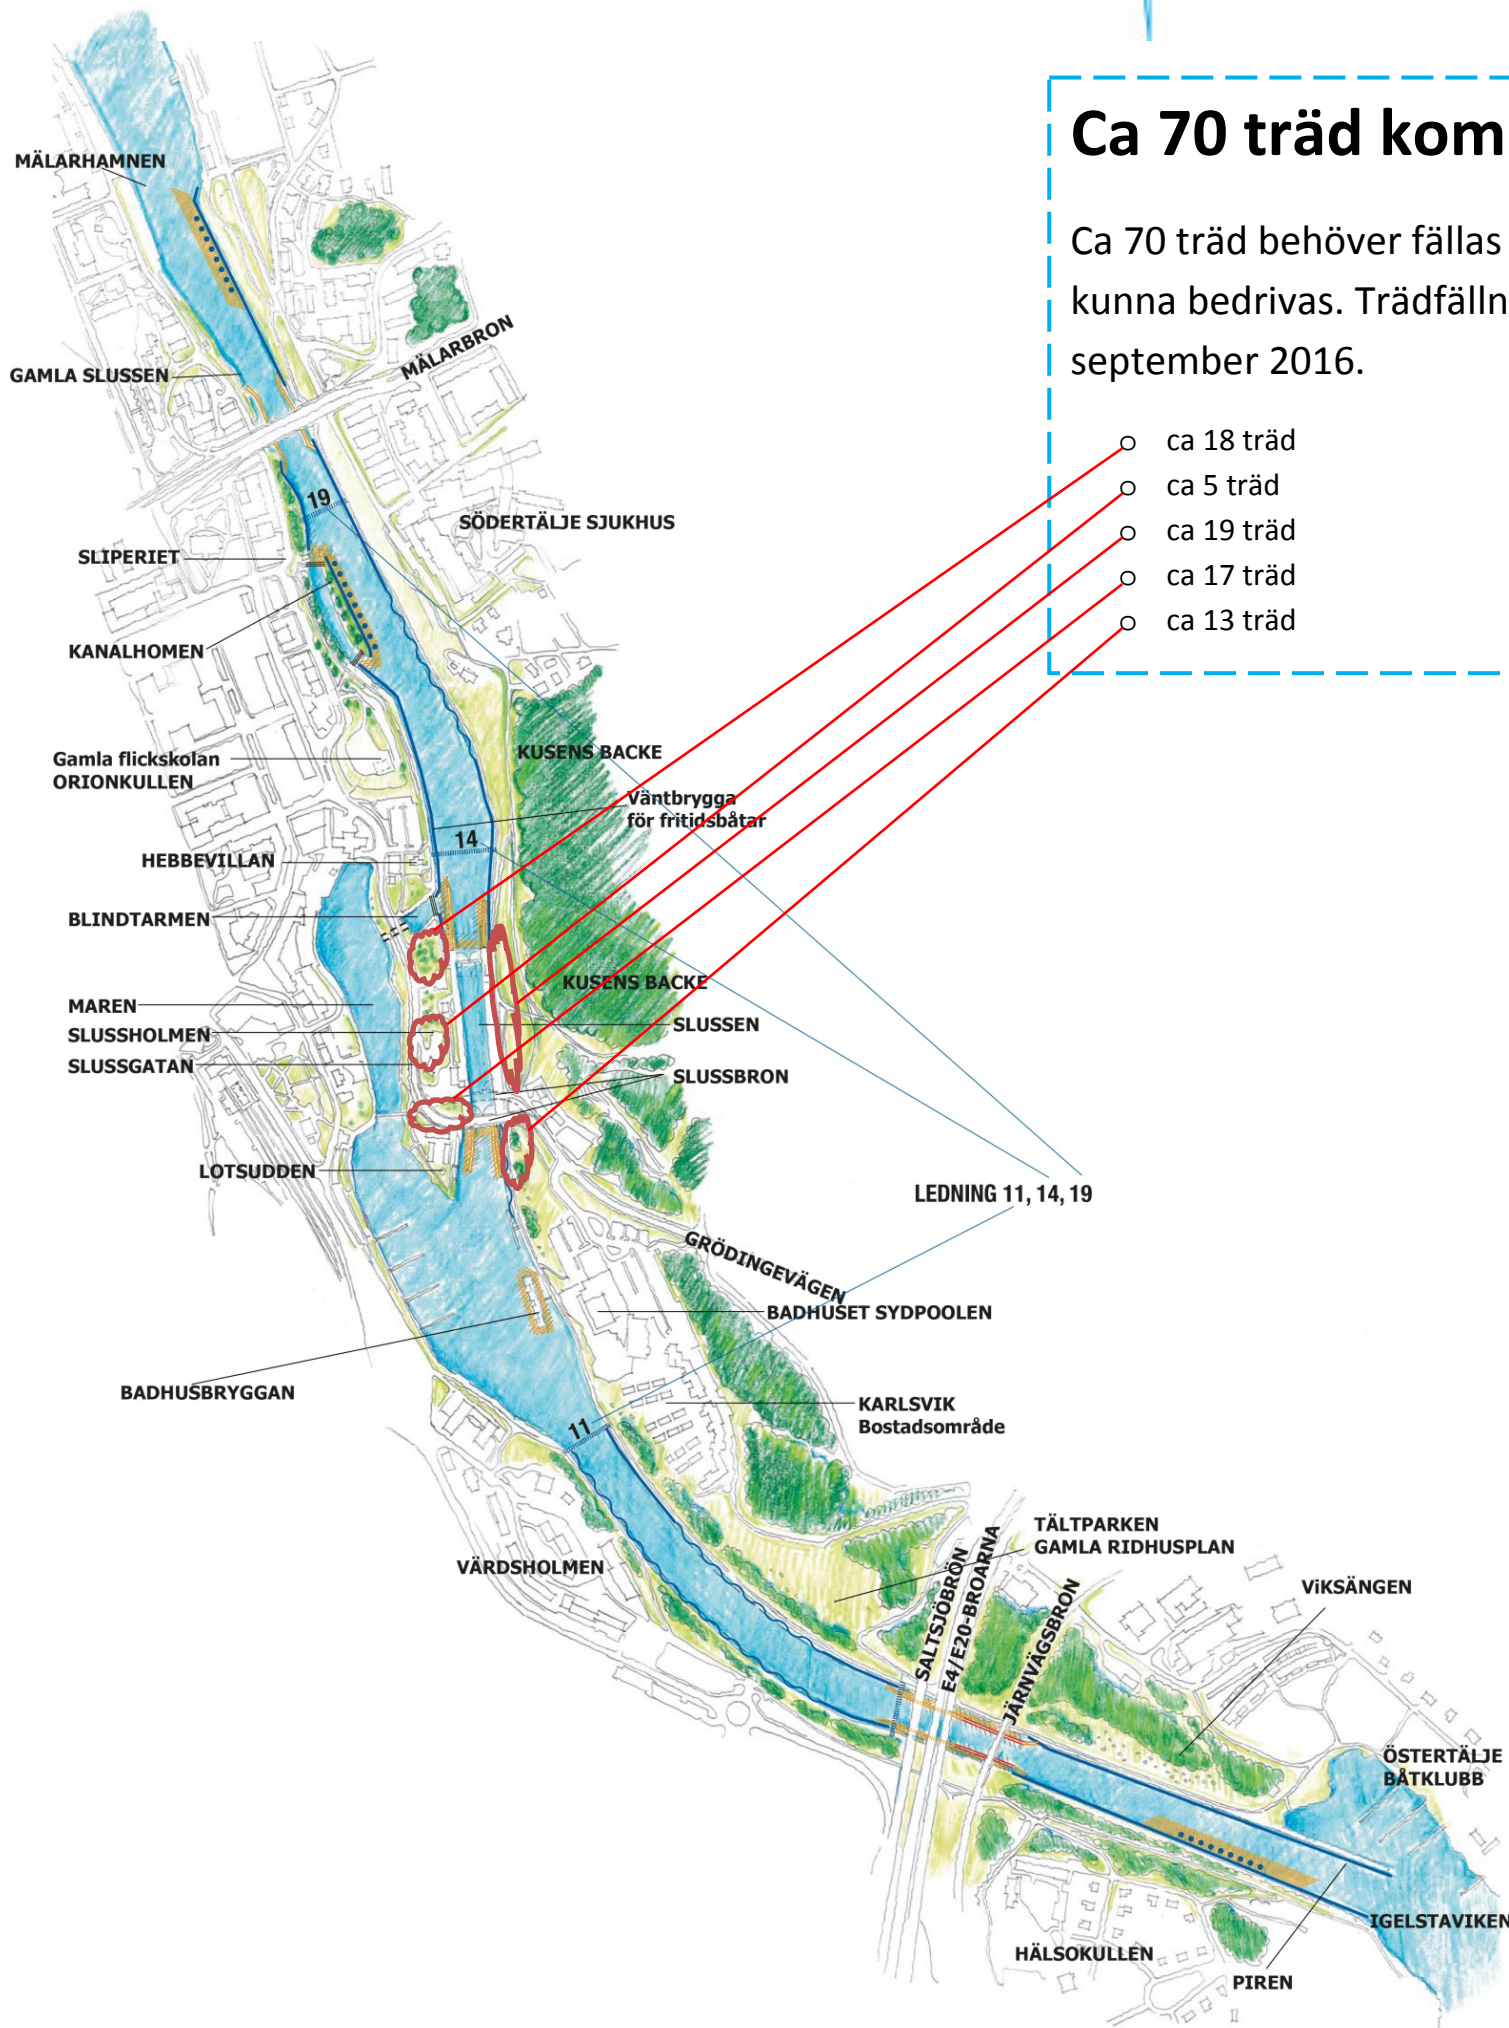 Ca 70 träd kom
Ca 70 träd behöver fällas
kunna bedrivas. Trädfälln
september 2016.
o ca 18 träd
o ca 5 träd
o ca 19 träd
o ca 17 träd
o ca 13 träd
MÄLARHAMNEN
MÄLARBRON
GAMLA SLUSSEN
19
SÖDERTÄLJE SJUKHUS
SLIPERIET
KANALHOMEN
KUSENS BACKE
Gamla flickskolan
ORIONKULLEN
Väntbrygga
för fritidsbåtar
14
HEBBEVILLAN
BLINDTARMEN
KUSENS BACKE
MAREN
SLUSSEN
SLUSSHOLMEN
SLUSSGATAN
SLUSSBRON
LOTSUDDEN
LEDNING 11, 14, 19
GRÖDINGEVÄGEN
BADHUSET SYDPOOLEN
BADHUSBRYGGAN
KARLSVIK
Bostadsområde
11
TÄLTPARKEN
GAMLA RIDHUSPLAN
VÄRDSHOLMEN
SALTSJÖBRÖN
E4/E20-BROARNA
JÄRNVÄGSBRON
ViKSÄNGEN
ÖSTERTÄLJE
BÅTKLUBB
IGELSTAVIKEN
HÄLSOKULLEN
PIREN